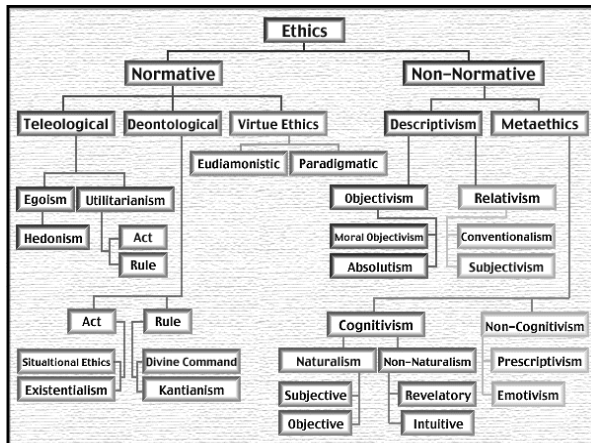 Ethics
Normative
Non-Normative
Teleological
Deontological
Virtue Ethics
Descriptivism
Metaethics
Eudiamonistic
Paradigmatic
Egoism
Utilitarianism
Objectivism
Relativism
Hedonism
Act
Moral Objectivism
Conventionalism
Rule
Absolutism
Subjectivism
Act
Rule
Cognitivism
Non-Cognitivism
Situaltional Ethics
Divine Command
Naturalism
Non-Naturalism
Prescriptivism
Existentialism
Kantianism
Subjective
Revelatory
Emotivism
Objective
Intuitive